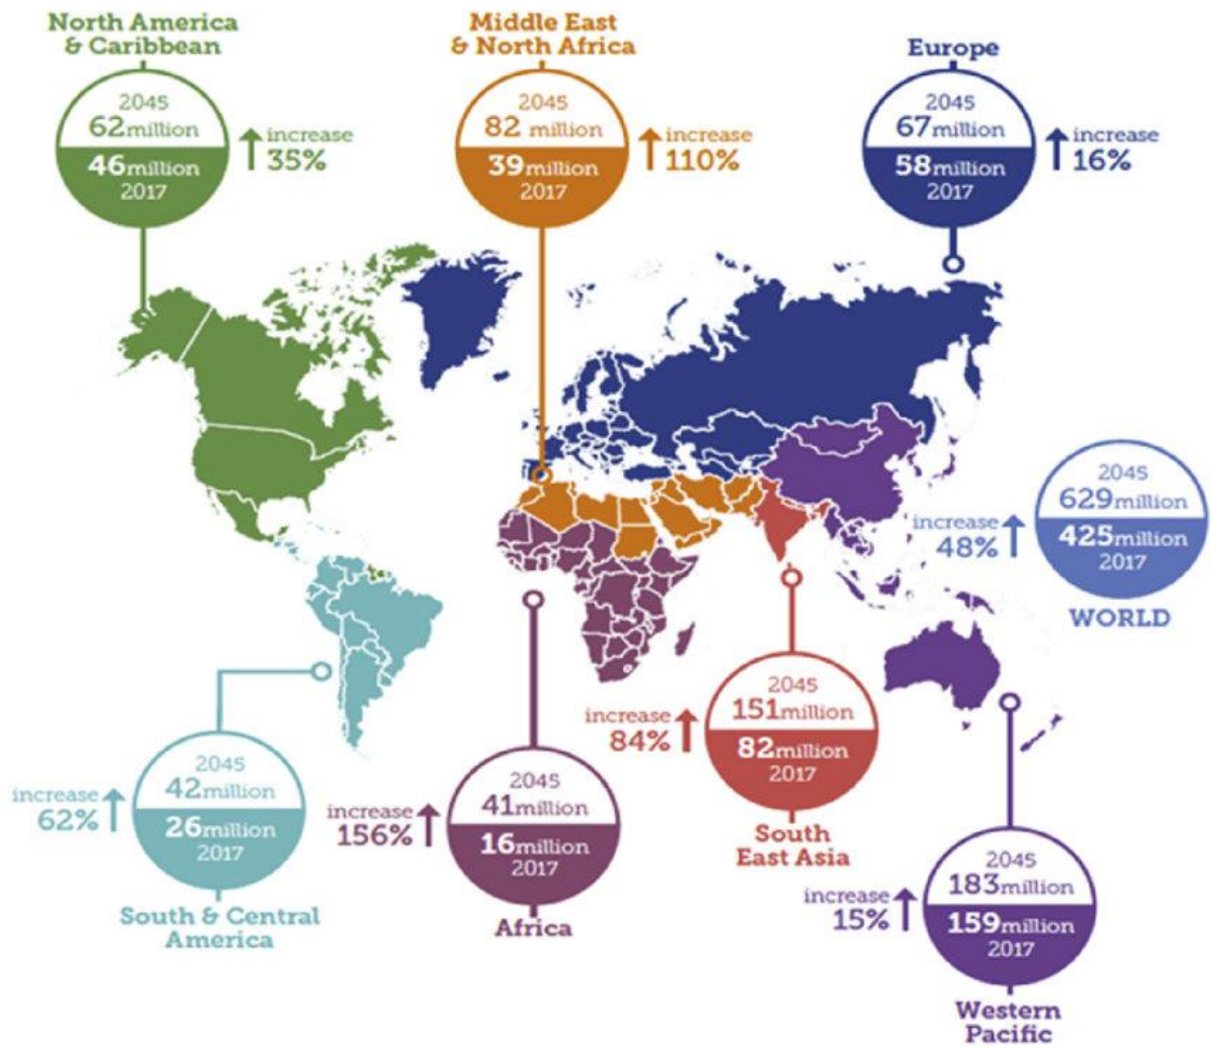 North America
& Caribbean
2045
62million
46million
2017
increase
35%
Middle East
& North Africa
2045
82 million
39million
2017
increase
110%
Europe
2045
67million
58million
2017
increase
16%
2045
629million
425million
2017
increase
48%
WORLD
2045
151million
82million
2017
increase
84%
South
East Asia
2045
42million
26million
2017
increase
62%
South & Central
America
2045
41million
16million
2017
increase
156%
Africa
2045
183million
159million
2017
increase
15%
Western
Pacific